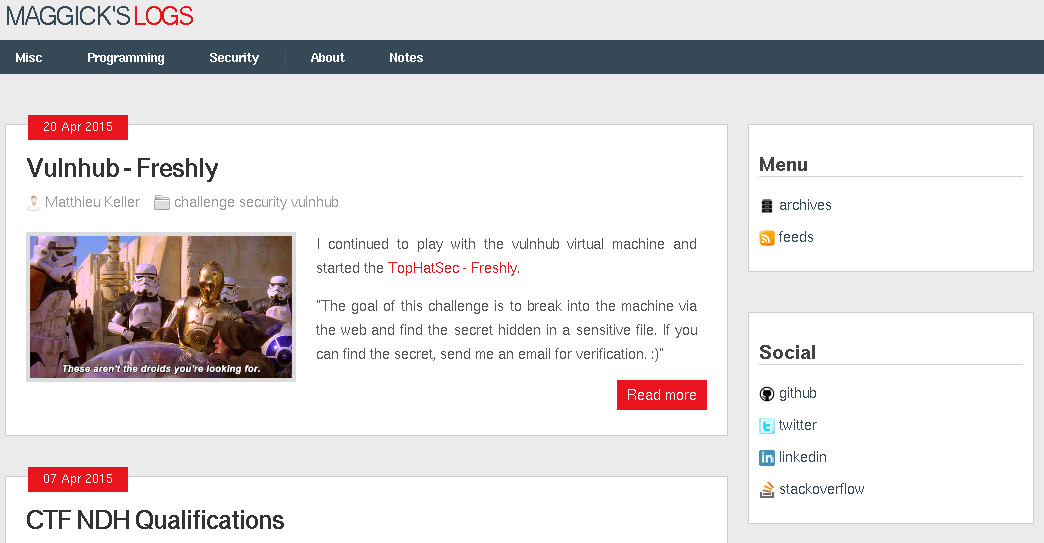 MAGGICK'S LOGS
Misc Programming Security About Notes
20 Apr 2015
Vulnhub - Freshly
Matthieu Keller challenge security vulnhub
I continued to play with the vulnhub virtual machine and
started the TopHatSec - Freshly.
"The goal of this challenge is to break into the machine via
the web and find the secret hidden in a sensitive file. If you
can find the secret, send me an email for verification. :)"
These aren't the droids you're looking for.
Read more
07 Apr 2015
CTF NDH Qualifications
Menu
archives
feeds
Social
github
twitter
linkedin
stackoverflow